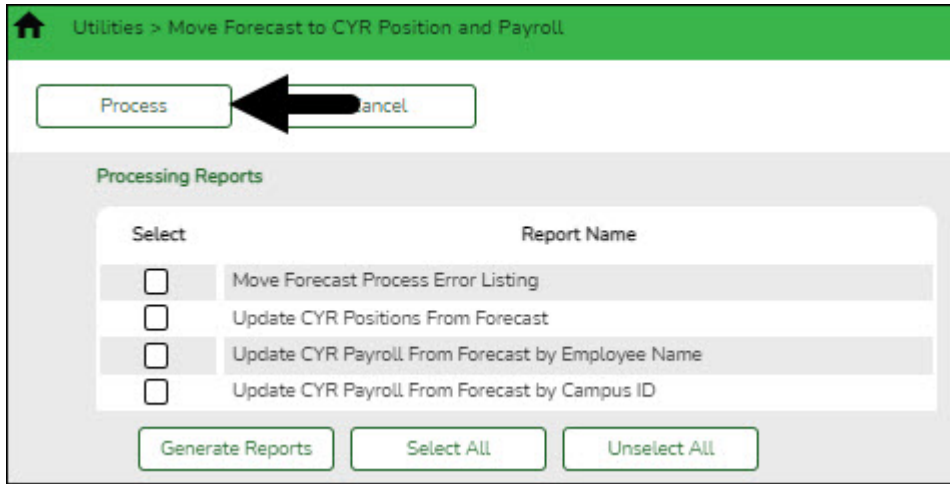 Utilities > Move Forecast to CYR Position and Payroll
Process
Processing Reports
Select Report Name
Move Forecast Process Error Listing
Update CYR Positions From Forecast
Update CYR Payroll From Forecast by Employee Name
Update CYR Payroll From Forecast by Campus ID
Generate Reports Select All Unselect All